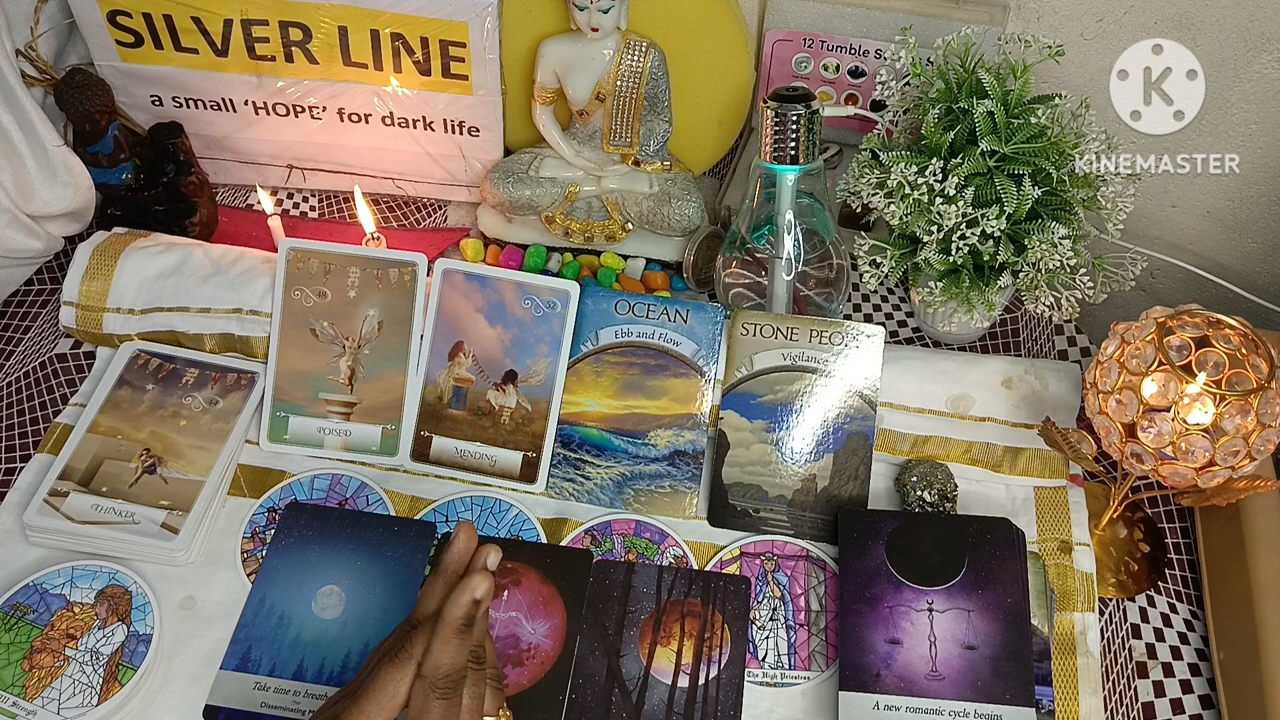 SILVER LINE
a small 'HOPE' for dark life
12 Tumble
K
KINEMASTER
48
POISED
52
MENDING
OCEAN
Ebb and Flow
STONE
Vigilance
44
THINKER
Strength
Take time to breathe
Disseminating
The High Priestess
A new romantic cycle begins